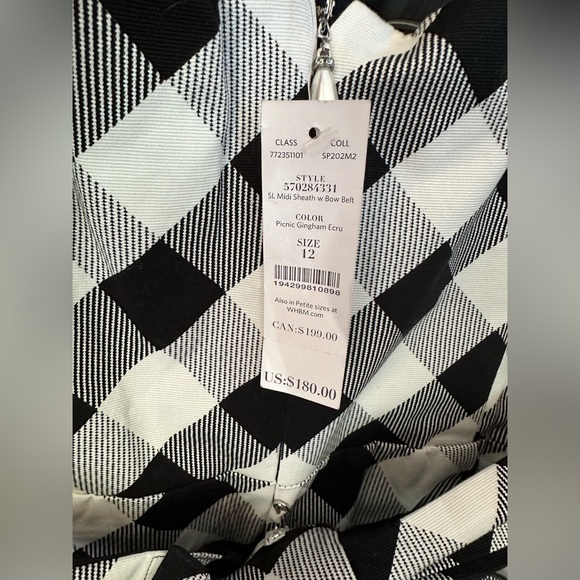 CLASS COLL
772351101 SP202M2
STYLE
570284331
SL Midi Sheath w Bow Belt
COLOR
Picnic Gingham Ecru
SIZE
12
194299810898
Also in Petite sizes at
WHBM.com
CAN:$199.00
US:$180.00